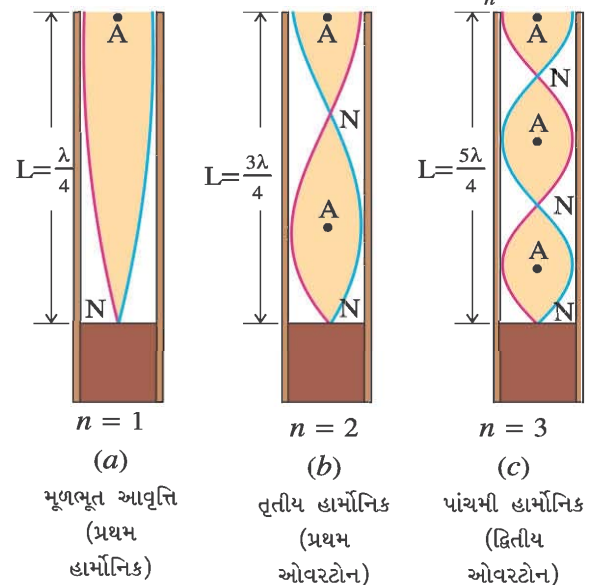 n
A A A
N N
A
L=λ/4 L=3λ/4 L=5λ/4
A N
A
N N N
n = 1 n = 2 n = 3
(a) (b) (c)
મૂળભૂત આવૃત્તિ તૃતીય હાર્મોનિક પાંચમી હાર્મોનિક
(પ્રથમ (પ્રથમ (દ્વિતીય
હાર્મોનિક) ઓવરટોન) ઓવરટોન)